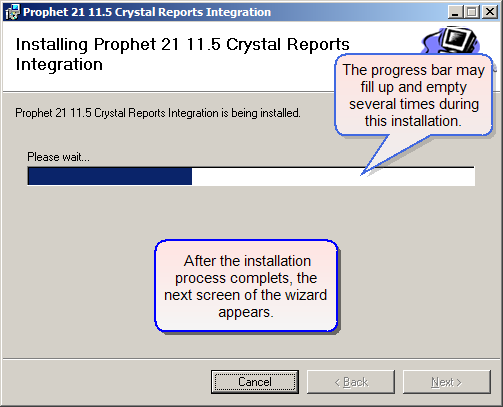 Prophet 21 11.5 Crystal Reports Integration
Installing Prophet 21 11.5 Crystal Reports
Integration
The progress bar may
fill up and empty
several times during
this installation.
Prophet 21 11.5 Crystal Reports Integration is being installed.
Please wait...
After the installation
process complets, the
next screen of the wizard
appears.
Cancel
< Back
Next >